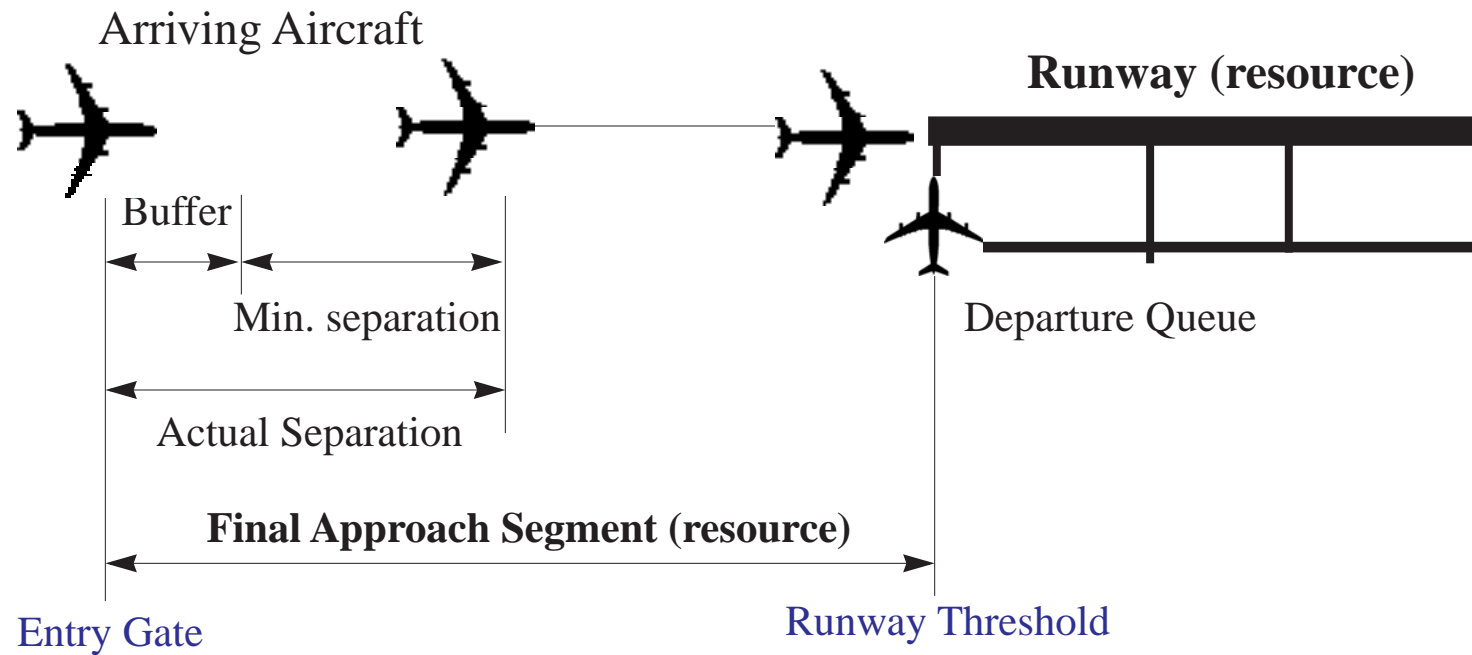 Arriving Aircraft
Runway (resource)
Buffer
Min. separation
Departure Queue
Actual Separation
Final Approach Segment (resource)
Entry Gate
Runway Threshold